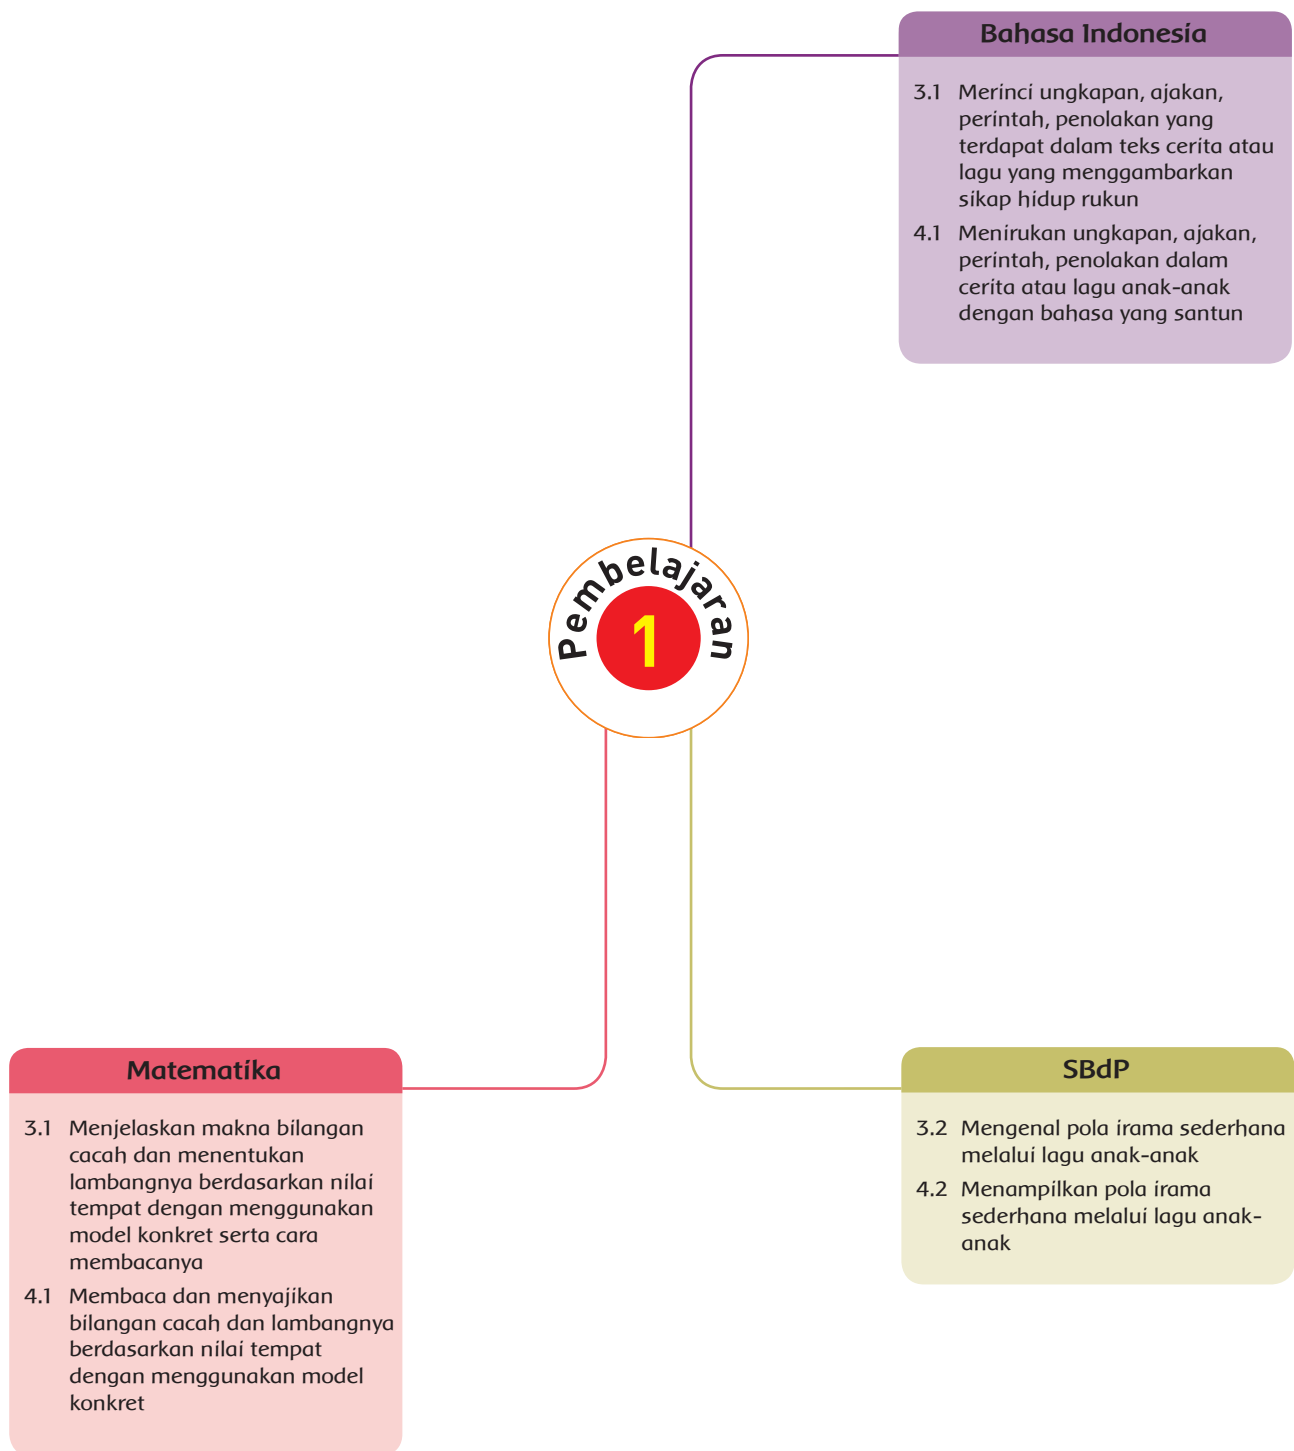 Bahasa Indonesia
3.1 Merinci ungkapan, ajakan,
perintah, penolakan yang
terdapat dalam teks cerita atau
lagu yang menggambarkan
sikap hidup rukun
4.1 Menirukan ungkapan, ajakan,
perintah, penolakan dalam
cerita atau lagu anak-anak
dengan bahasa yang santun
Pembelajaran
1
Matematika
3.1 Menjelaskan makna bilangan
cacah dan menentukan
lambangnya berdasarkan nilai
tempat dengan menggunakan
model konkret serta cara
membacanya
4.1 Membaca dan menyajikan
bilangan cacah dan lambangnya
berdasarkan nilai tempat
dengan menggunakan model
konkret
SBdP
3.2 Mengenal pola irama sederhana
melalui lagu anak-anak
4.2 Menampilkan pola irama
sederhana melalui lagu anak-
anak